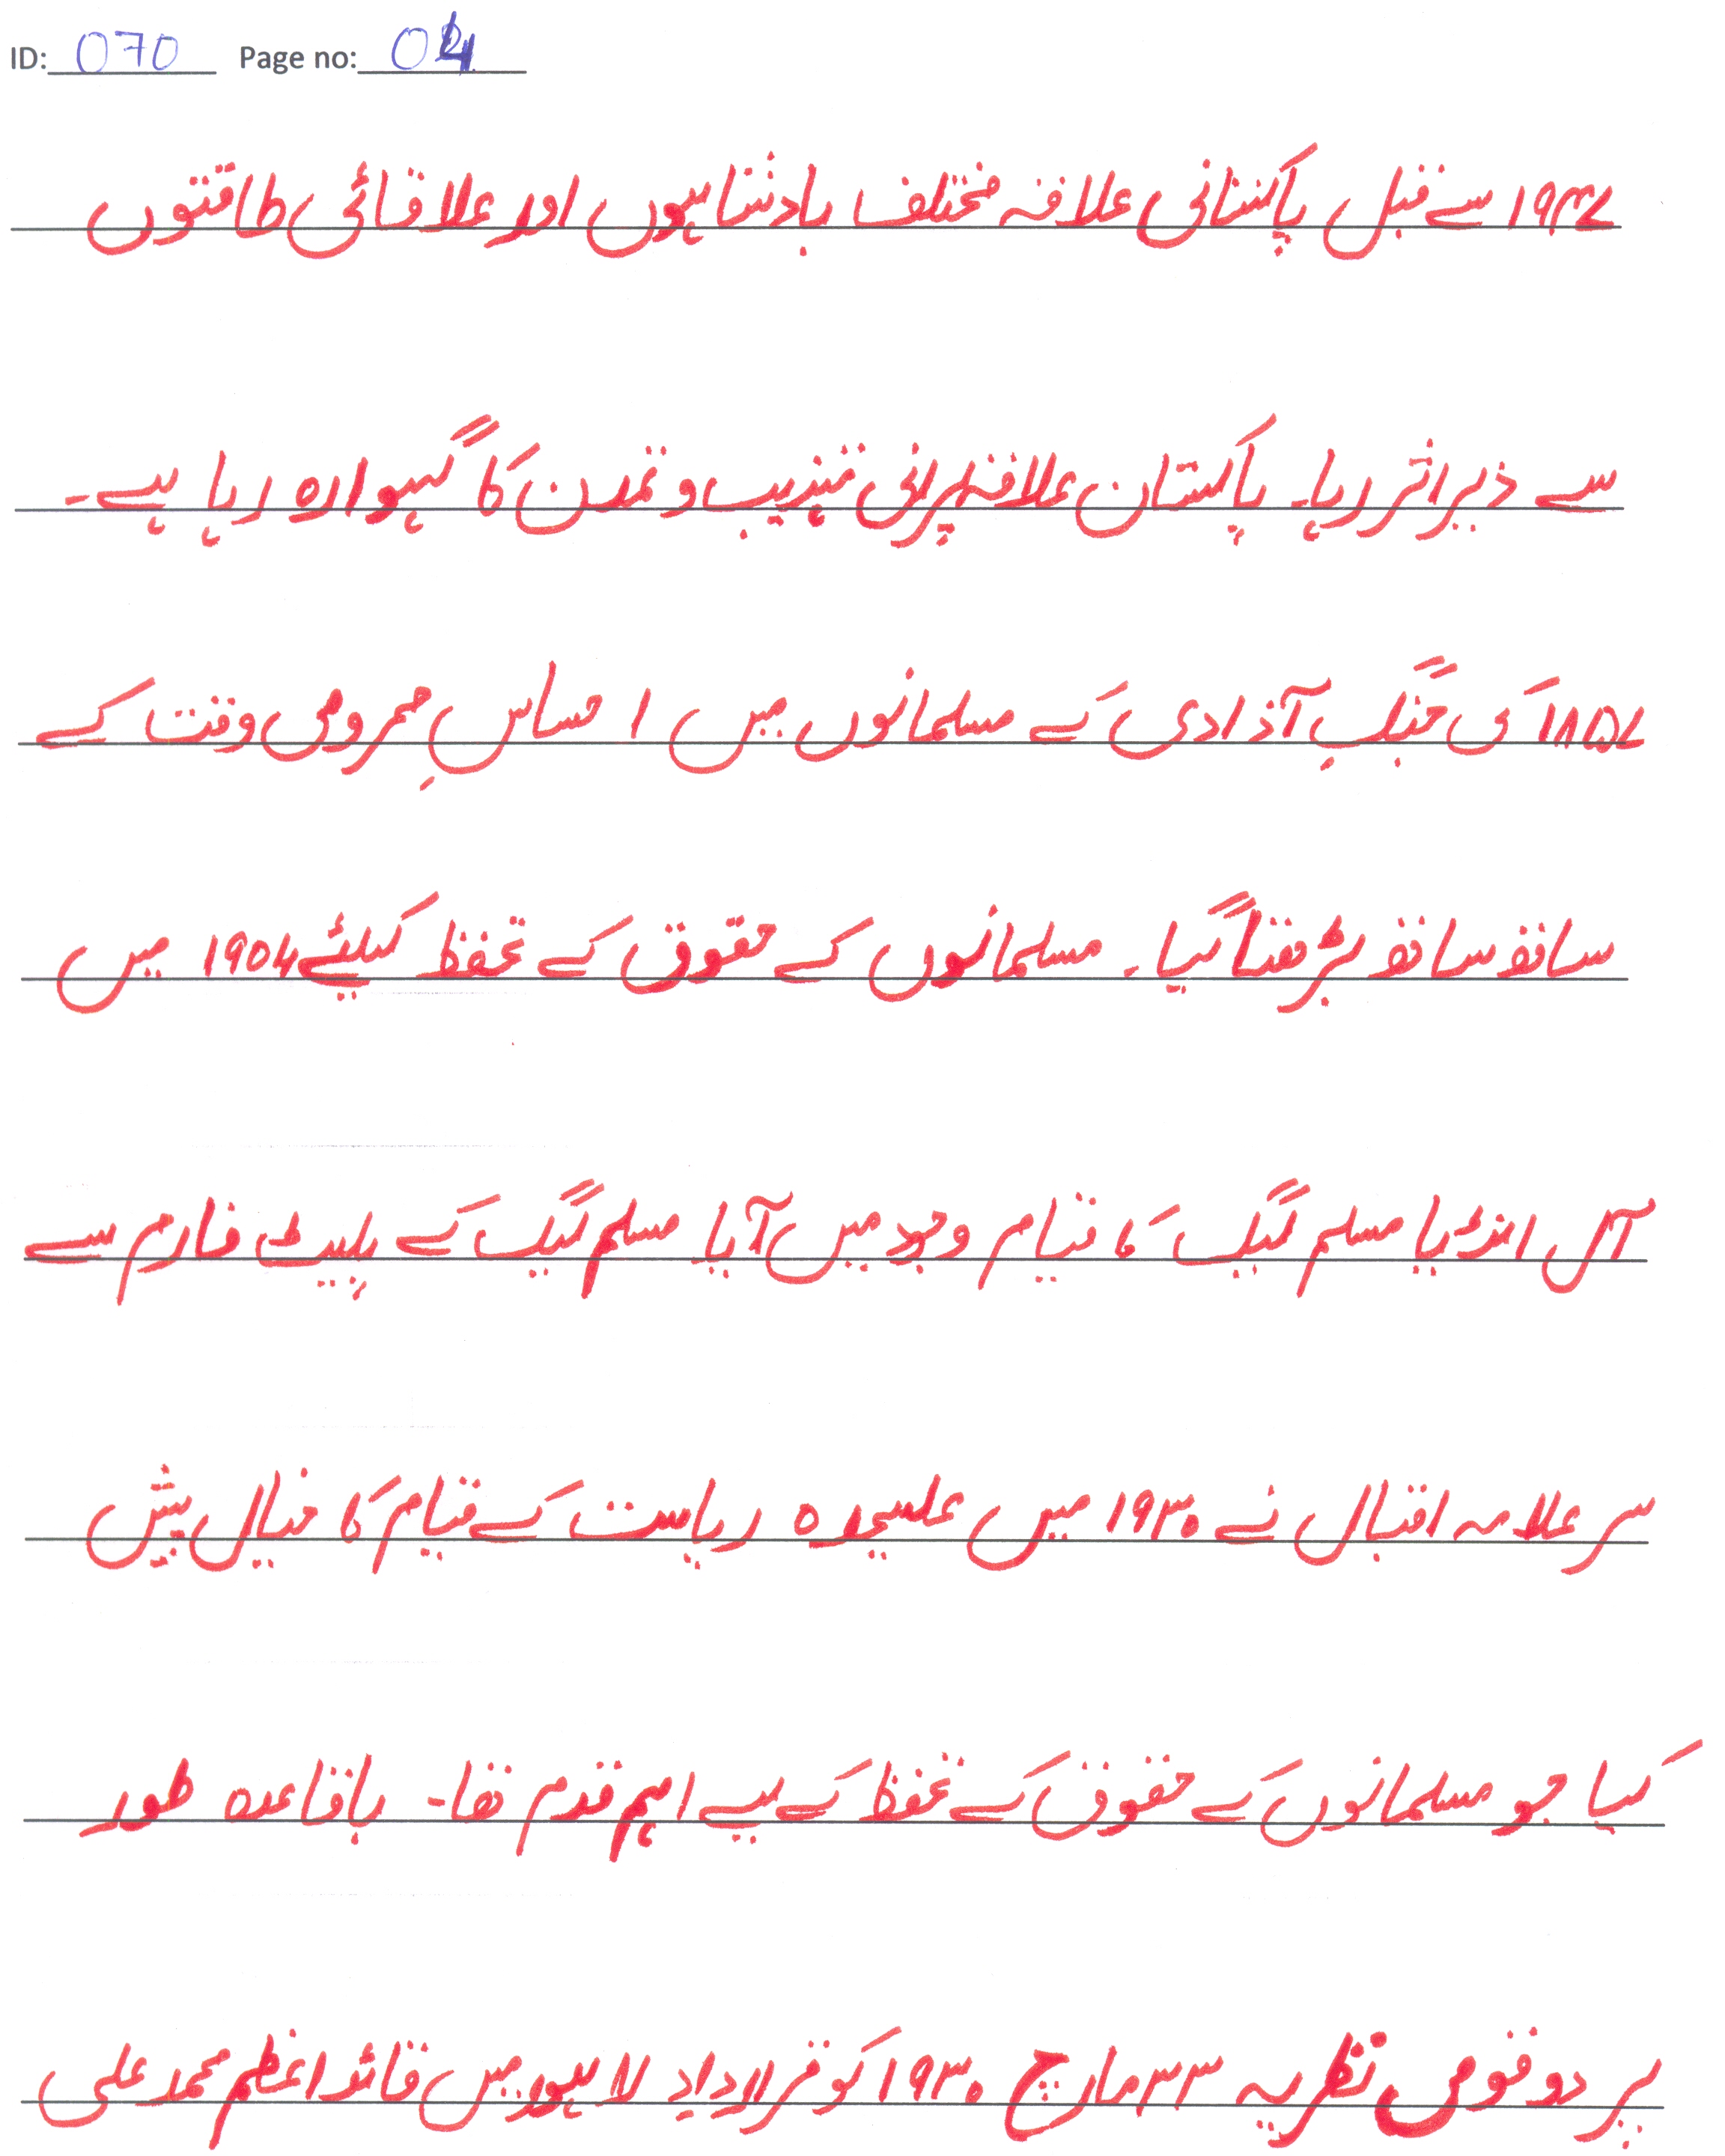 ID: 070 Page no: 04
۱۹۴۷ سے قبل پاکستانی علاقہ مختلف بادشاہوں اور علاقائی طاقتوں
سے ذیر اثر رہا۔ پاکستان علاقہ پرانی تہذیب و تمدن کا گہوارہ رہا ہے۔
۱۸۵۷ کی جنگِ آذادی کے مسلمانوں میں احساسِ محرومی وقت کے
ساتھ ساتھ بڑھتا گیا۔ مسلمانوں کے حقوق کے تحفظ کیلئے ۱۹۰۶ میں
آل انڈیا مسلم لیگ کا قیام وجود میں آیا مسلم لیگ کے پلیٹ فارم سے
سر علامہ اقبال نے ۱۹۳۰ میں علیحیدہ ریاست کے قیام کا خیال پیش
کیا جو مسلمانوں کے حقوق کے تحفظ کے لیے اہم قدم تھا۔ باقاعدہ طور
پر دو قومی نظریہ ۲۳ مارچ ۱۹۴۰ کو قرارداد لاہور میں قائد اعظم محمد علی